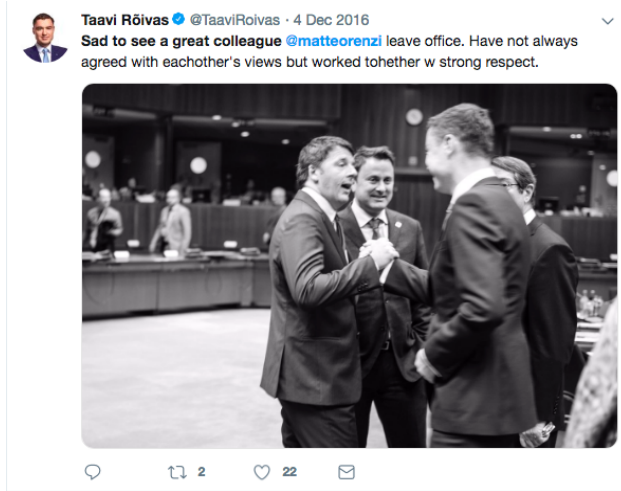 Taavi Rõivas @TaaviRoivas · 4 Dec 2016
Sad to see a great colleague @matteorenzi leave office. Have not always
agreed with eachother's views but worked tohether w strong respect.
2 22